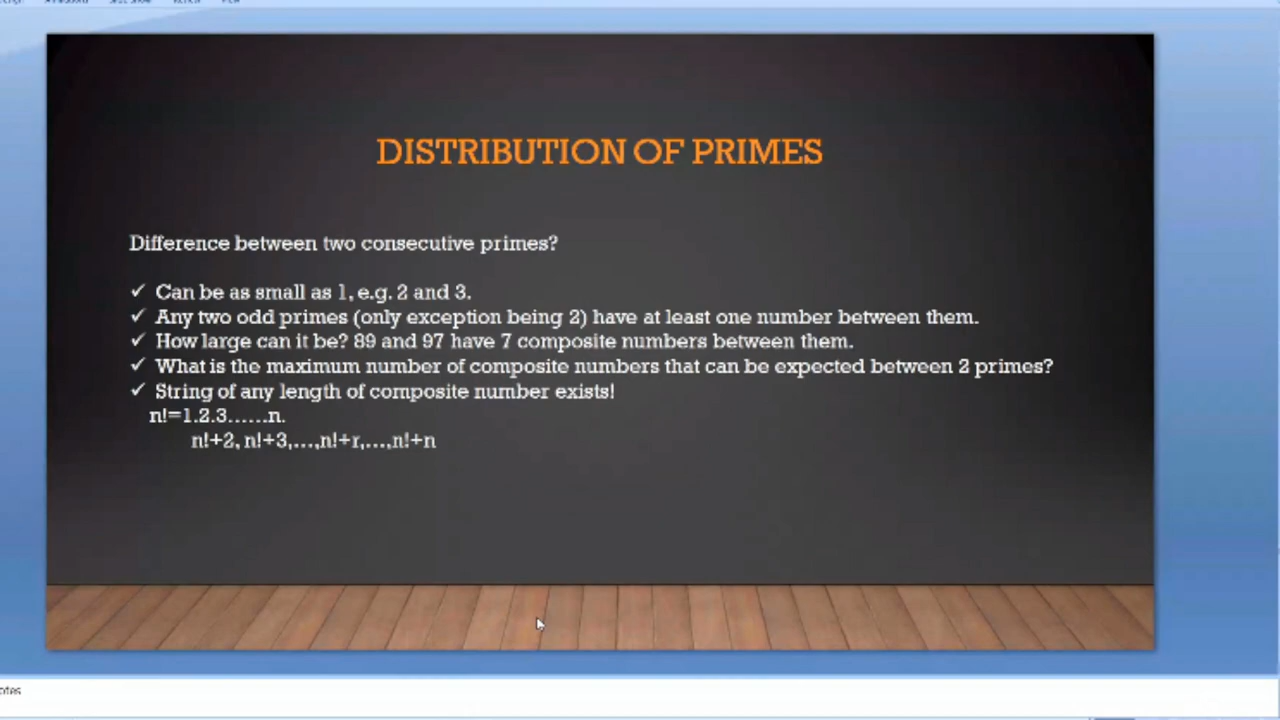 DISTRIBUTION OF PRIMES
Difference between two consecutive primes?
✓ Can be as small as 1, e.g. 2 and 3.
✓ Any two odd primes (only exception being 2) have at least one number between them.
✓ How large can it be? 89 and 97 have 7 composite numbers between them.
✓ What is the maximum number of composite numbers that can be expected between 2 primes?
✓ String of any length of composite number exists!
n!=1.2.3......n.
n!+2, n!+3,...,n!+r,...,n!+n